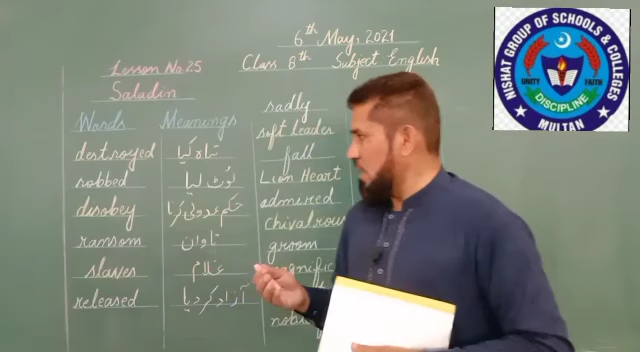 6th May, 2021
Class 8th Subject English
Lesson No 25
Saladin
Words Meanings
destroyed تباہ کیا
robbed لوٹ لیا
disobey حکم عدولی کرنا
ransom تاوان
slaves غلام
released آزاد کر دیا
sadly
soft leader
fall
Lion Heart
admired
chivalrous
groom
NISHAT GROUP OF SCHOOLS & COLLEGES
UNITY FAITH
DISCIPLINE
MULTAN